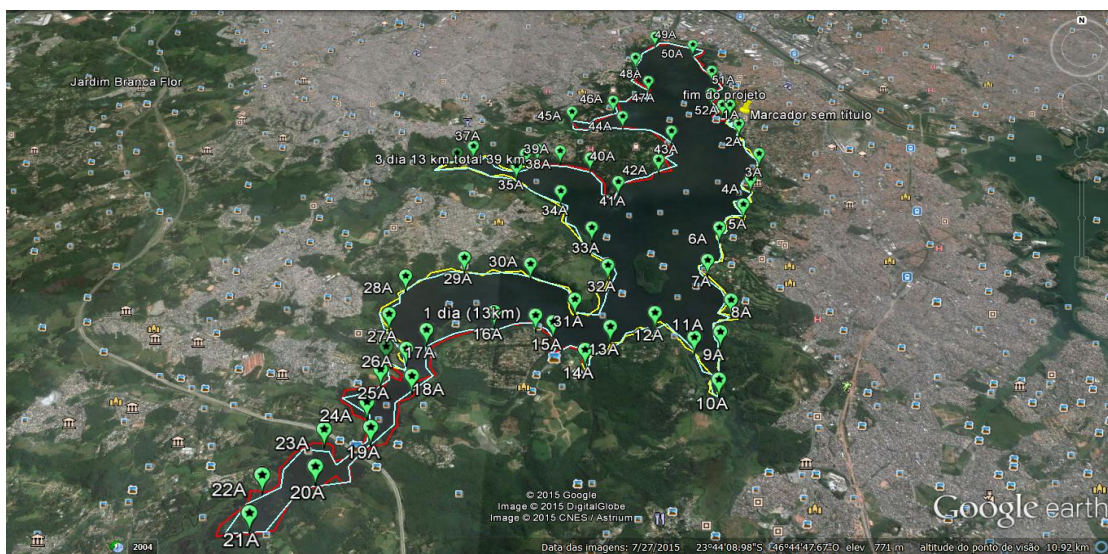 N
49A
50A
Jardim Branca Flor
48A
51A
47A
fim do projeto
46A
52A
1A
Marcador sem título
45A
44A
2A
37A
43A
39A
3 dia 13 km total 39 km
38A
40A
3A
42A
35A
4A
41A
34A
5A
6A
33A
30A
29A
7A
28A
32A
31A
8A
1 dia (13km)
16A
12A
11A
27A
15A
13A
17A
9A
26A
14A
18A
25A
10A
24A
23A
19A
22A
20A
21A
© 2015 Google
Image © 2015 DigitalGlobe
Image © 2015 CNES / Astrium
Google earth
2004
Data das imagens: 7/27/2015 23°44'08.98"S 46°44'47.67"O elev 771 m altitude do ponto de visão 10.92 km